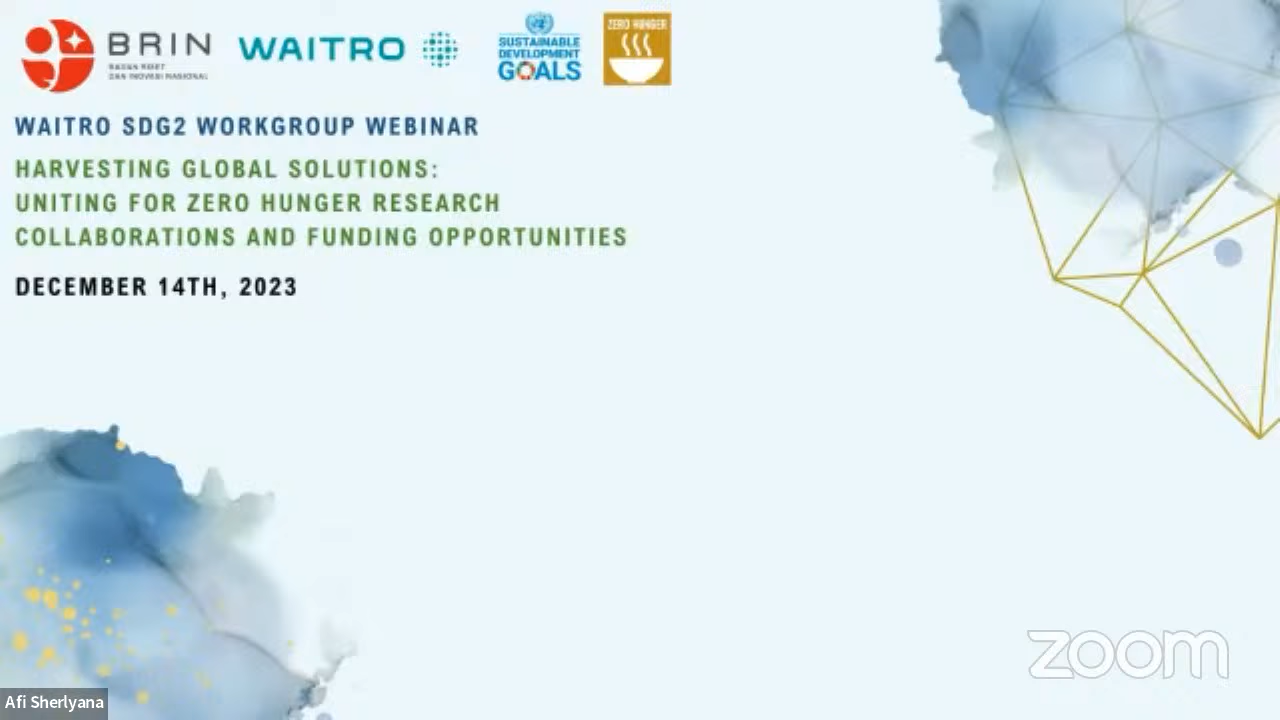 BRIN
BADAN RISET
DAN INOVASI NASIONAL
WAITRO
SUSTAINABLE
DEVELOPMENT
GOALS
ZERO HUNGER
WAITRO SDG2 WORKGROUP WEBINAR
HARVESTING GLOBAL SOLUTIONS:
UNITING FOR ZERO HUNGER RESEARCH
COLLABORATIONS AND FUNDING OPPORTUNITIES
DECEMBER 14TH, 2023
zoom
Afi Sherlyana